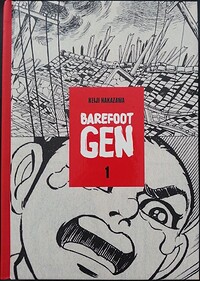 KEIJI NAKAZAWA
BAREFOOT
GEN
1